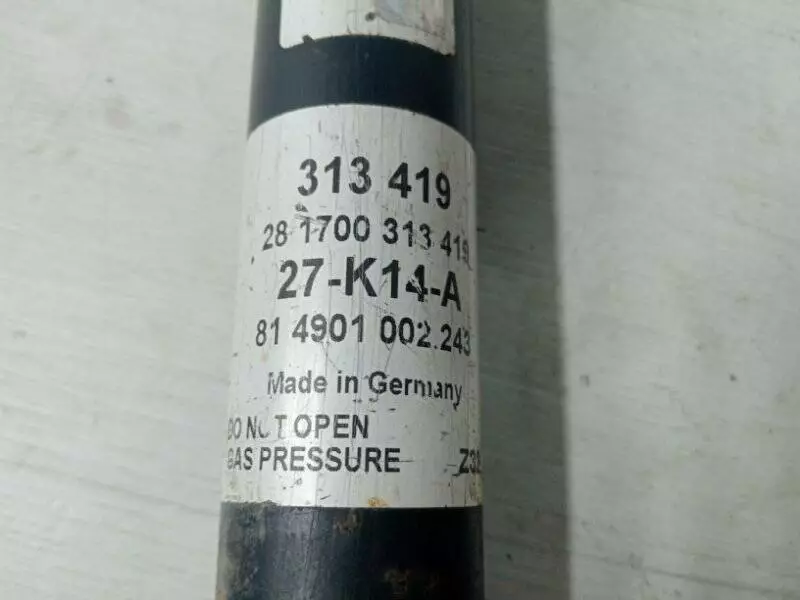 313 419
28 1700 313 419
27-K14-A
81 4901 002.243
Made in Germany
DO NOT OPEN
GAS PRESSURE